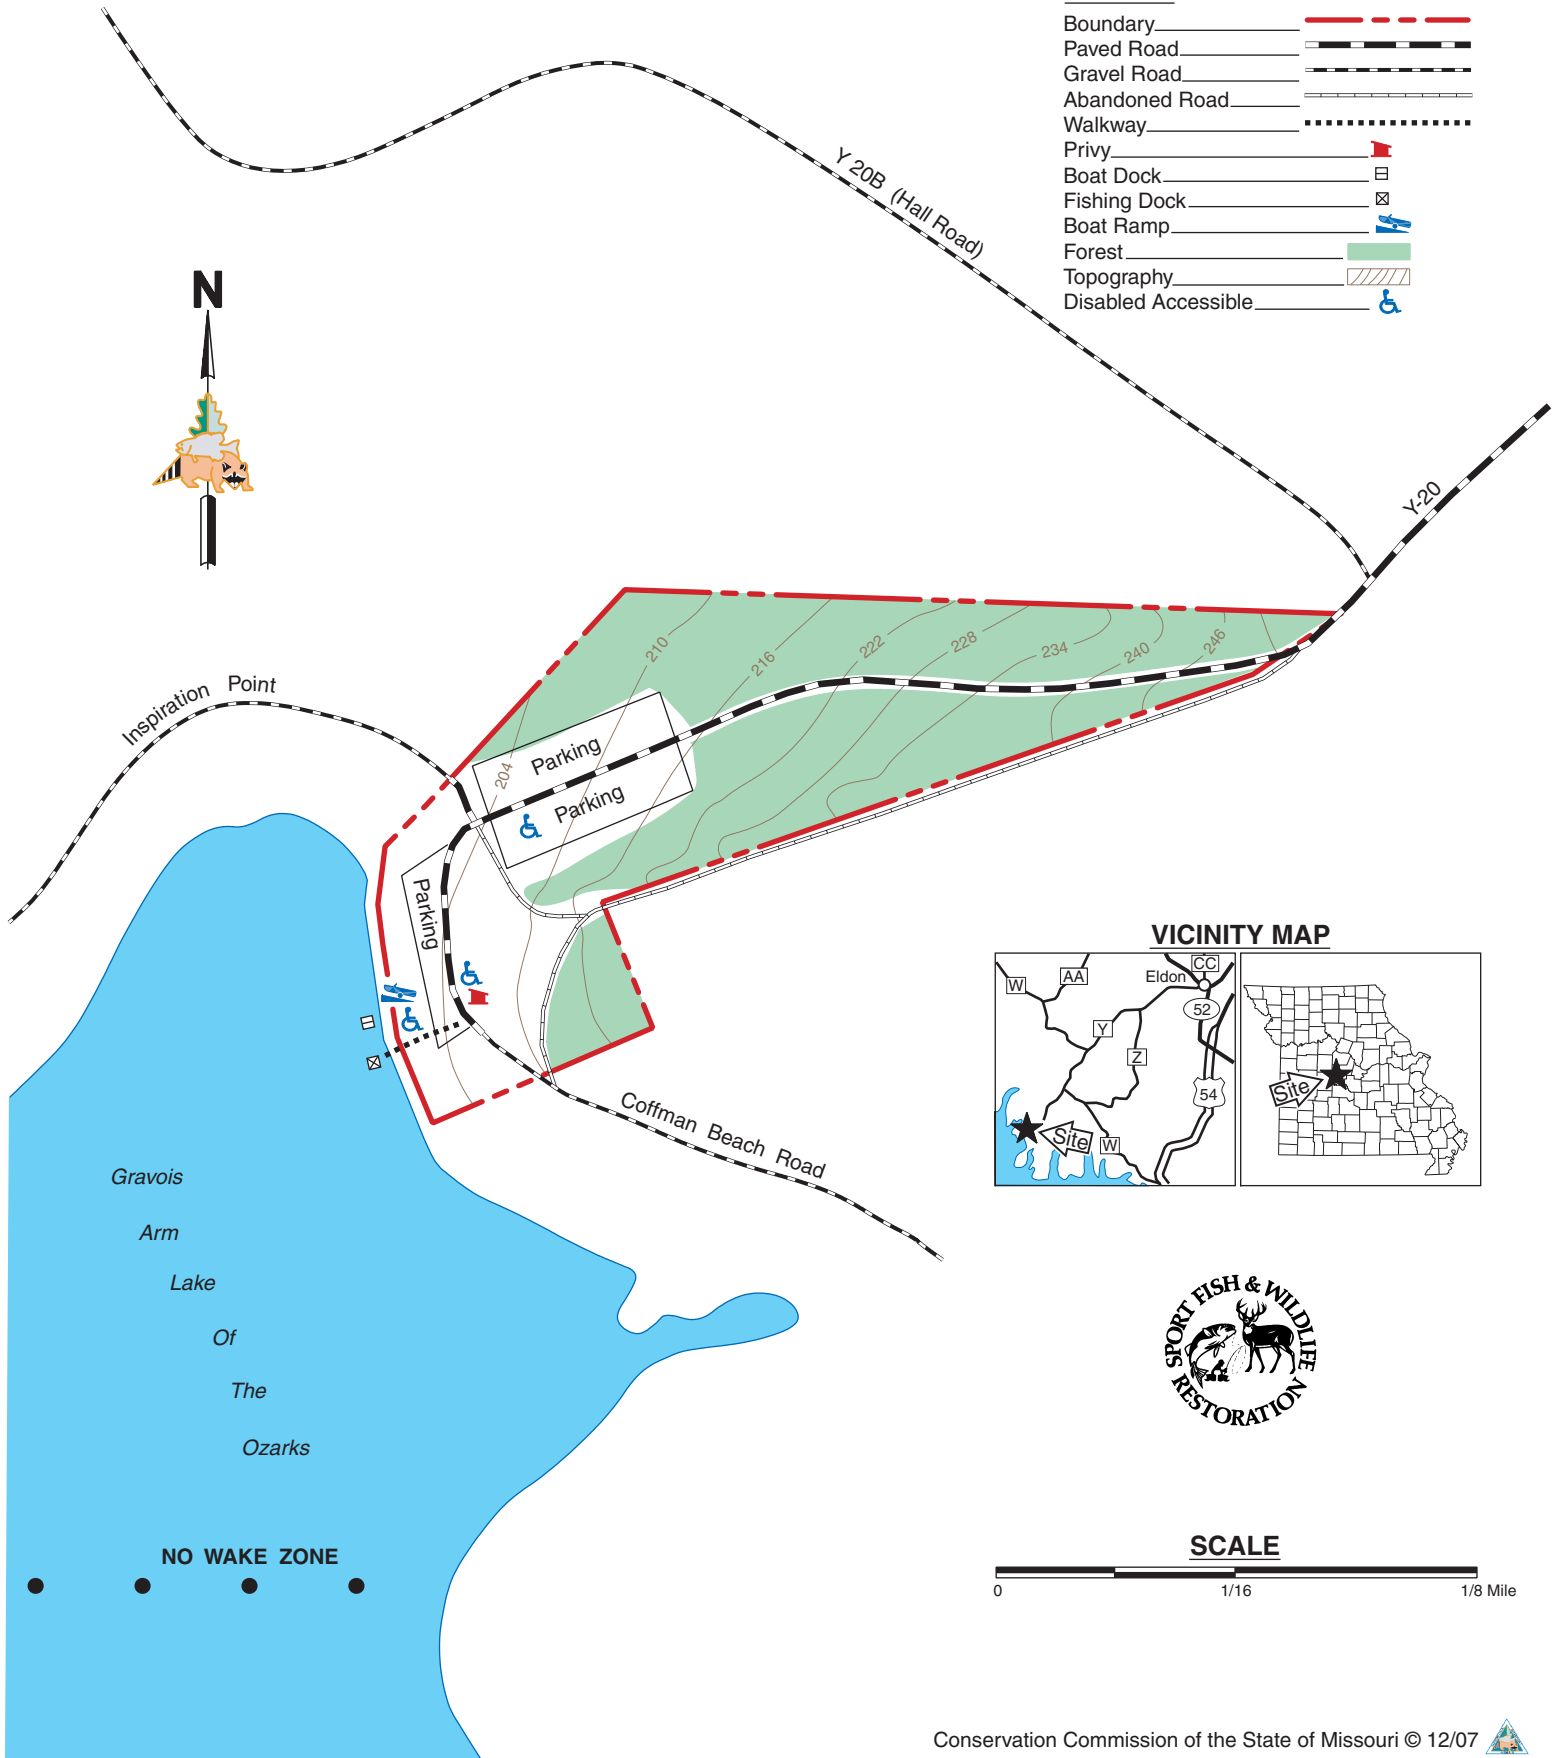 Boundary
Paved Road
Gravel Road
Abandoned Road
Walkway
Privy
Boat Dock
Fishing Dock
Boat Ramp
Forest
Topography
Disabled Accessible
Y 20B (Hall Road)
N
Y-20
210
216
222
228
234
240
246
204
Inspiration Point
Parking
Parking
Parking
Coffman Beach Road
Gravois
Arm
Lake
Of
The
Ozarks
NO WAKE ZONE
VICINITY MAP
W
AA
Eldon
CC
52
Y
Z
54
Site
W
Site
SPORT FISH & WILDLIFE
RESTORATION
SCALE
0
1/16
1/8 Mile
Conservation Commission of the State of Missouri © 12/07